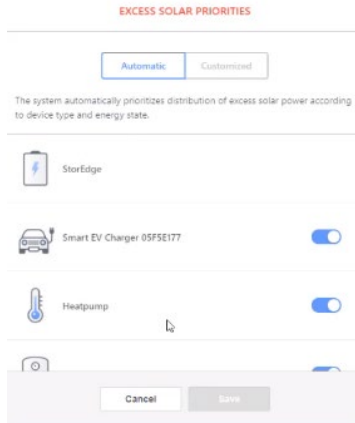 EXCESS SOLAR PRIORITIES
Automatic Customized
The system automatically prioritizes distribution of excess solar power according
to device type and energy state.
StorEdge
Smart EV Charger 05F5E177
Heatpump
Cancel Save